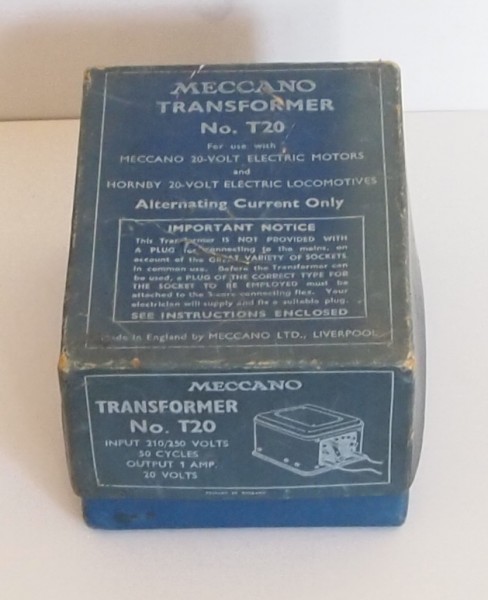 MECCANO
TRANSFORMER
No. T20
For use with
MECCANO 20-VOLT ELECTRIC MOTORS
and
HORNBY 20-VOLT ELECTRIC LOCOMOTIVES
Alternating Current Only
IMPORTANT NOTICE
This Transformer IS NOT PROVIDED WITH
A PLUG for connecting to the mains, on
account of the GREAT VARIETY OF SOCKETS
in common use. Before the Transformer can
be used, a PLUG OF THE CORRECT TYPE FOR
THE SOCKET TO BE EMPLOYED must be
attached to the 3-core connecting flex. Your
electrician will supply and fix a suitable plug.
SEE INSTRUCTIONS ENCLOSED
Made in England by MECCANO LTD., LIVERPOOL
MECCANO
TRANSFORMER
No. T20
INPUT 210/250 VOLTS
50 CYCLES
OUTPUT 1 AMP.
20 VOLTS